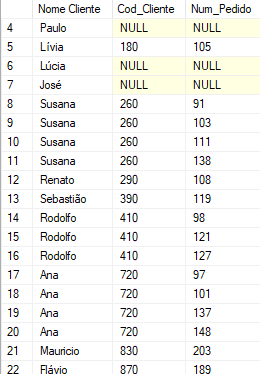 Nome Cliente Cod_Cliente Num_Pedido
4 Paulo NULL NULL
5 Lívia 180 105
6 Lúcia NULL NULL
7 José NULL NULL
8 Susana 260 91
9 Susana 260 103
10 Susana 260 111
11 Susana 260 138
12 Renato 290 108
13 Sebastião 390 119
14 Rodolfo 410 98
15 Rodolfo 410 121
16 Rodolfo 410 127
17 Ana 720 97
18 Ana 720 101
19 Ana 720 137
20 Ana 720 148
21 Mauricio 830 203
22 Flávio 870 189